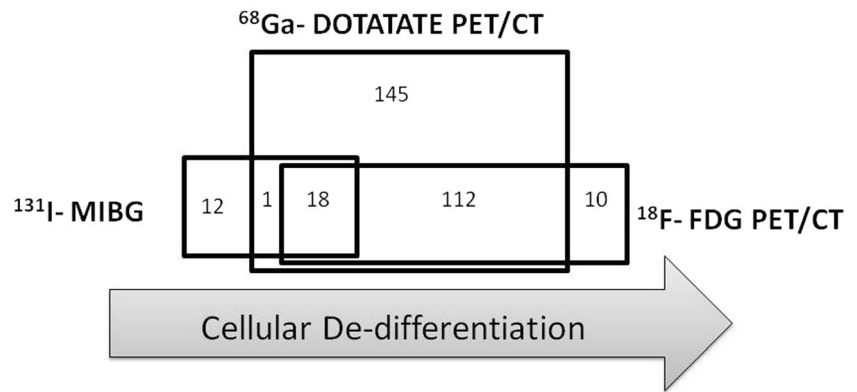 ⁶⁸Ga- DOTATATE PET/CT
145
¹³¹I- MIBG
12
1
18
112
10
¹⁸F- FDG PET/CT
Cellular De-differentiation